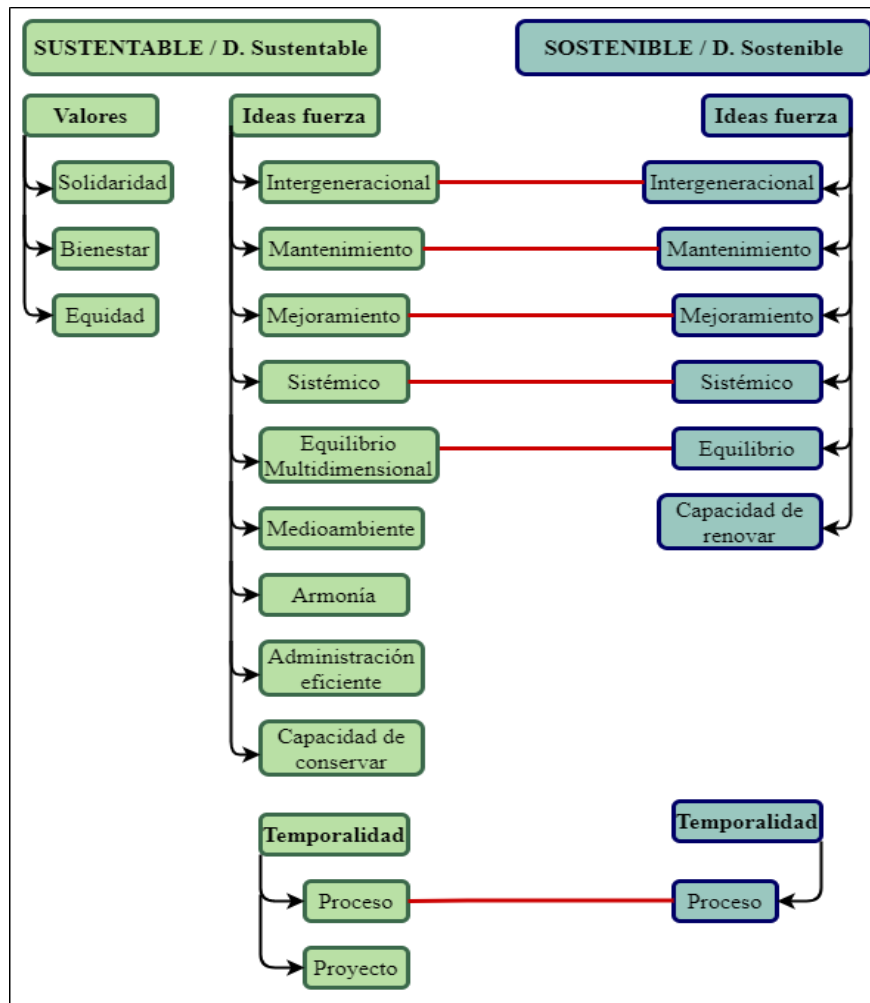 SUSTENTABLE / D. Sustentable
SOSTENIBLE / D. Sostenible
Valores
Solidaridad
Bienestar
Equidad
Ideas fuerza
Intergeneracional
Mantenimiento
Mejoramiento
Sistémico
Equilibrio
Multidimensional
Medioambiente
Armonía
Administración
eficiente
Capacidad de
conservar
Ideas fuerza
Intergeneracional
Mantenimiento
Mejoramiento
Sistémico
Equilibrio
Capacidad de
renovar
Temporalidad
Proceso
Proyecto
Temporalidad
Proceso